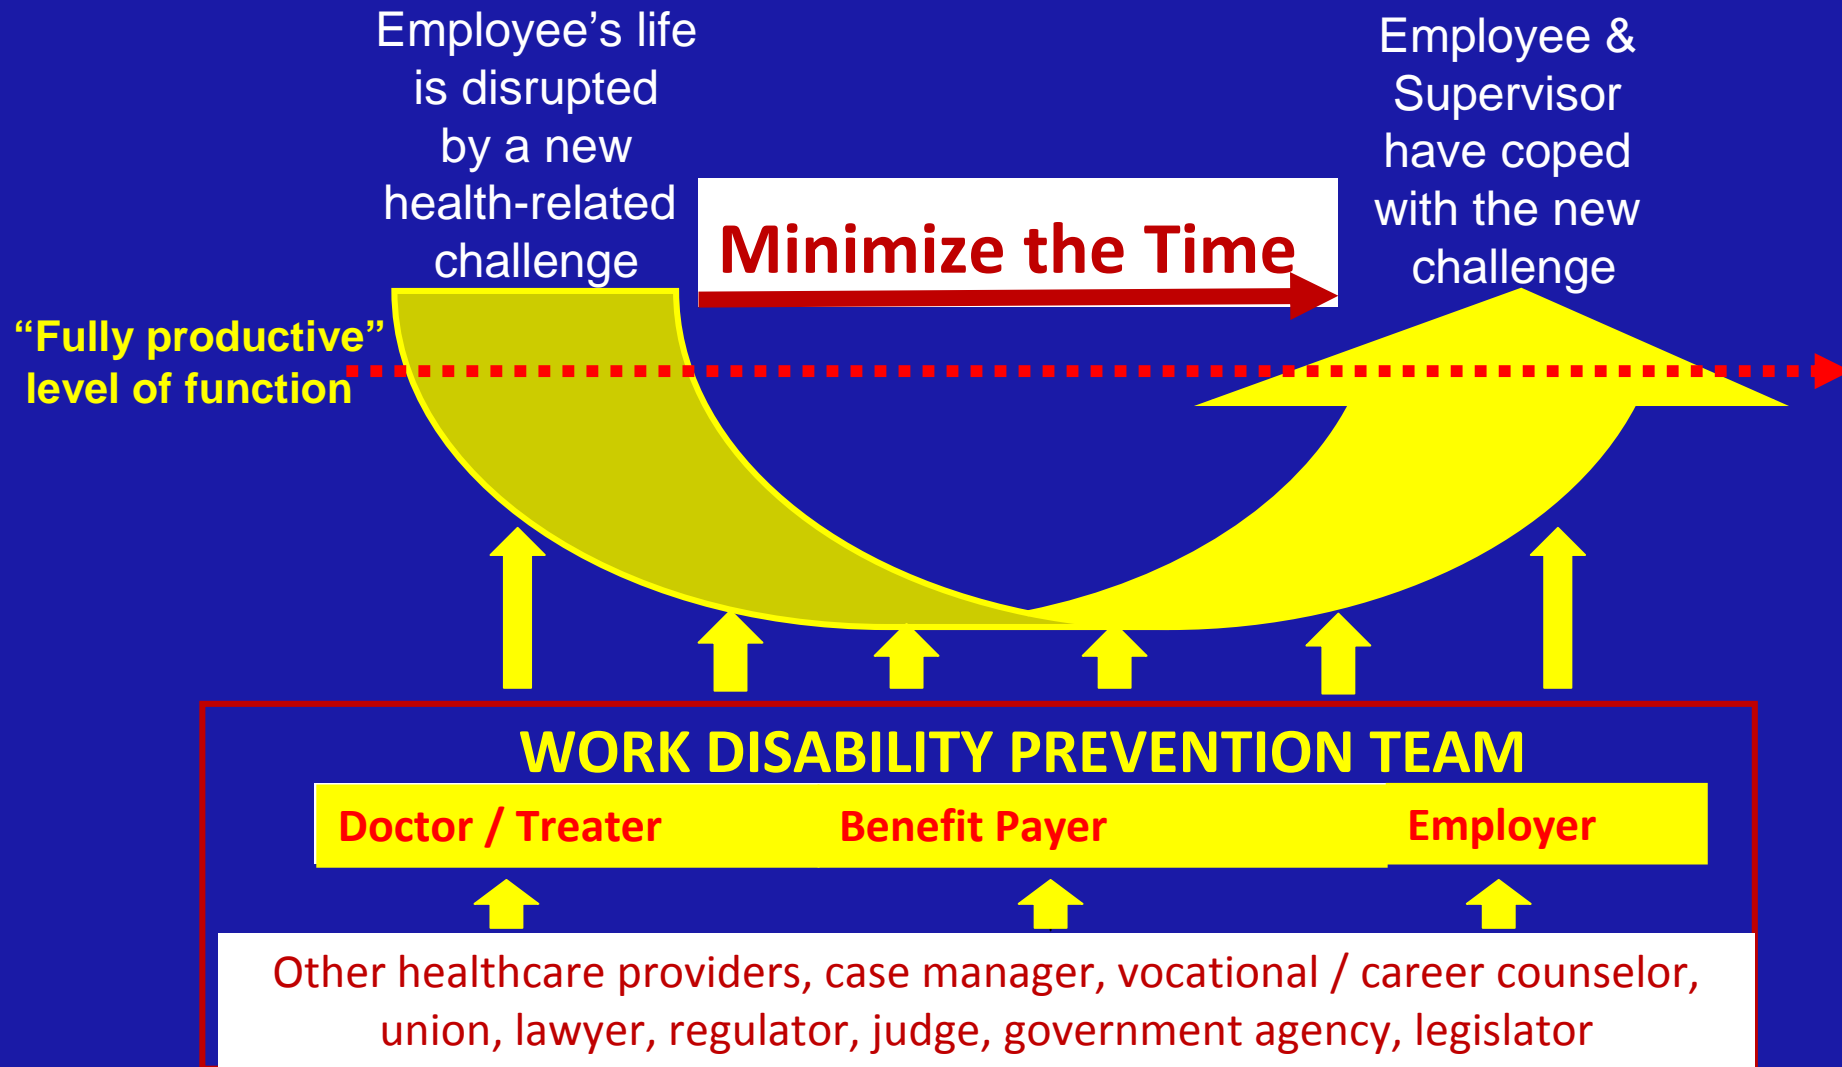 Employee’s life
is disrupted
by a new
health-related
challenge
Minimize the Time
Employee &
Supervisor
have coped
with the new
challenge
“Fully productive”
level of function
WORK DISABILITY PREVENTION TEAM
Doctor / Treater
Benefit Payer
Employer
Other healthcare providers, case manager, vocational / career counselor,
union, lawyer, regulator, judge, government agency, legislator